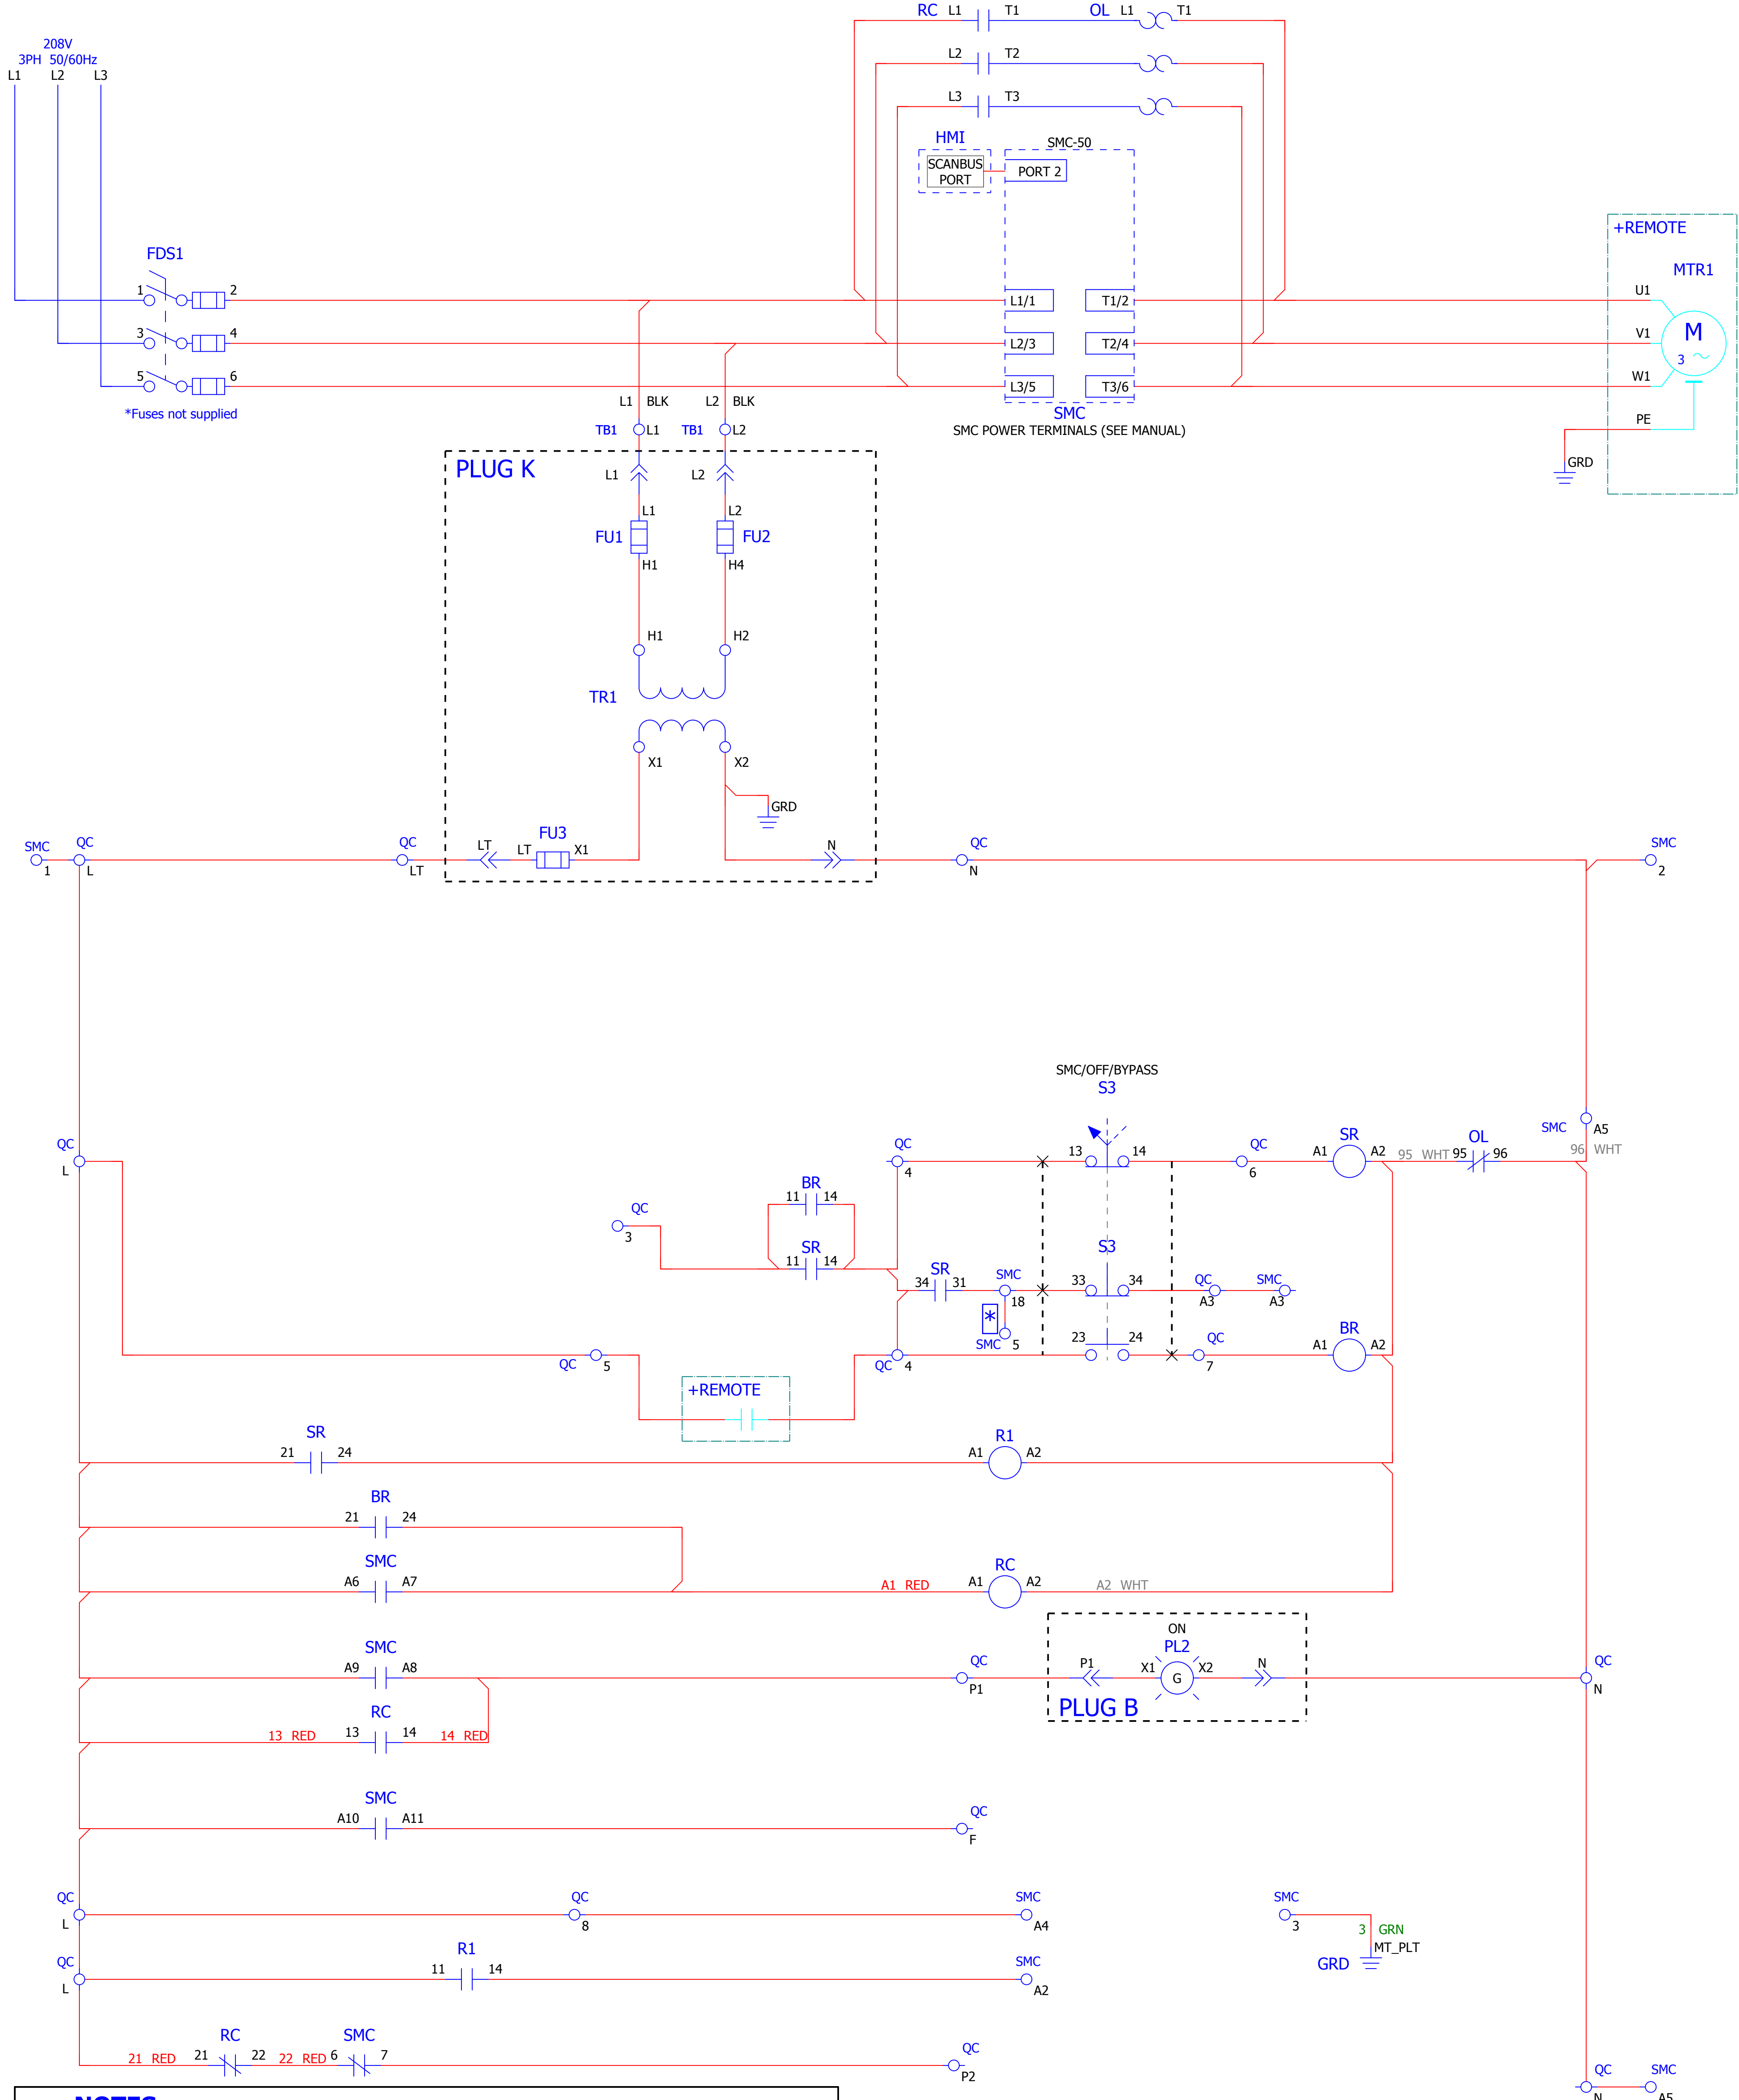 RC L1 T1 OL L1 T1
208V
3PH 50/60Hz
L1 L2 L3
L2 T2
L3 T3
HMI
SMC-50
SCANBUS
PORT
PORT 2
+REMOTE
FDS1
MTR1
1 2
L1/1 T1/2
U1
3 4
L2/3 T2/4
V1
M
3
5 6
L3/5 T3/6
W1
*Fuses not supplied
L1 BLK L2 BLK
SMC
SMC POWER TERMINALS (SEE MANUAL)
PE
TB1 L1 TB1 L2
GRD
PLUG K
L1 L2
L1 L2
FU1 FU2
H1 H4
H1 H2
TR1
X1 X2
GRD
SMC QC QC FU3 QC SMC
LT LT X1 N
1 L LT N 2
SMC/OFF/BYPASS
S3
SMC A5
QC QC 13 14 QC SR OL
A1 A2 95 WHT 95 96 96 WHT
L 4 6
BR
11 14
QC
3
SR S3
11 14
SR SMC QC SMC
34 31 33 34
18 A3 A3
*
SMC 5
23 24 QC BR
A1 A2
QC 5 QC 4 7
+REMOTE
SR R1
21 24 A1 A2
BR
21 24
SMC RC
A6 A7 A1 RED A1 A2 A2 WHT
ON
SMC QC PL2 QC
A9 A8 P1 X1 G X2 N
P1 N
RC PLUG B
13 RED 13 14 14 RED
SMC QC
A10 A11
F
QC QC SMC SMC
L 8 A4 3
3 GRN
MT_PLT
GRD
QC R1 SMC
11 14
L A2
RC SMC QC
21 RED 21 22 22 RED 6 7
P2
QC SMC
N A5
NOTES